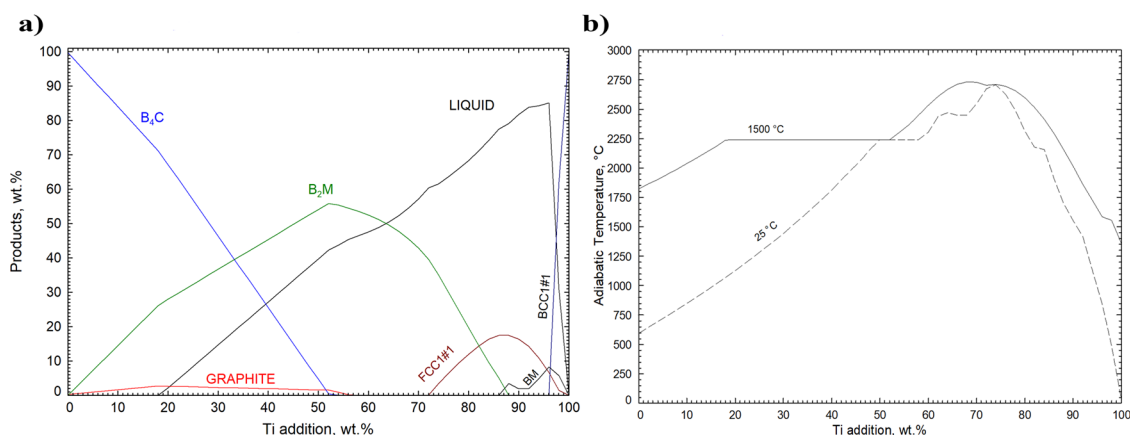 a)
100
90
80
70
60
50
40
30
20
10
0
Products, wt.%
B₄C
B₂M
LIQUID
GRAPHITE
FCC1#1
BM
BCC1#1
0 10 20 30 40 50 60 70 80 90 100
Ti addition, wt.%
b)
3000
2750
2500
2250
2000
1750
1500
1250
1000
750
500
250
0
Adiabatic Temperature, °C
1500 °C
25 °C
0 10 20 30 40 50 60 70 80 90 100
Ti addition, wt.%